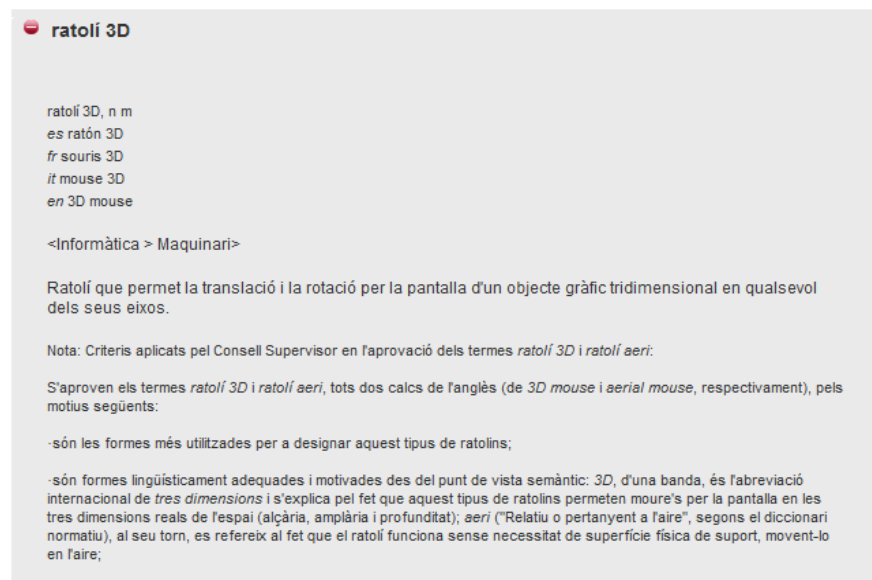 ratolí 3D
ratolí 3D, n m
es ratón 3D
fr souris 3D
it mouse 3D
en 3D mouse
<Informàtica > Maquinari>
Ratolí que permet la translació i la rotació per la pantalla d'un objecte gràfic tridimensional en qualsevol
dels seus eixos.
Nota: Criteris aplicats pel Consell Supervisor en l'aprovació dels termes ratolí 3D i ratolí aeri:
S'aproven els termes ratolí 3D i ratolí aeri, tots dos calcs de l'anglès (de 3D mouse i aerial mouse, respectivament), pels
motius següents:
·són les formes més utilitzades per a designar aquest tipus de ratolins;
·són formes lingüísticament adequades i motivades des del punt de vista semàntic: 3D, d'una banda, és l'abreviació
internacional de tres dimensions i s'explica pel fet que aquest tipus de ratolins permeten moure's per la pantalla en les
tres dimensions reals de l'espai (alçària, amplària i profunditat); aeri ("Relatiu o pertanyent a l'aire", segons el diccionari
normatiu), al seu torn, es refereix al fet que el ratolí funciona sense necessitat de superfície física de suport, movent-lo
en l'aire;